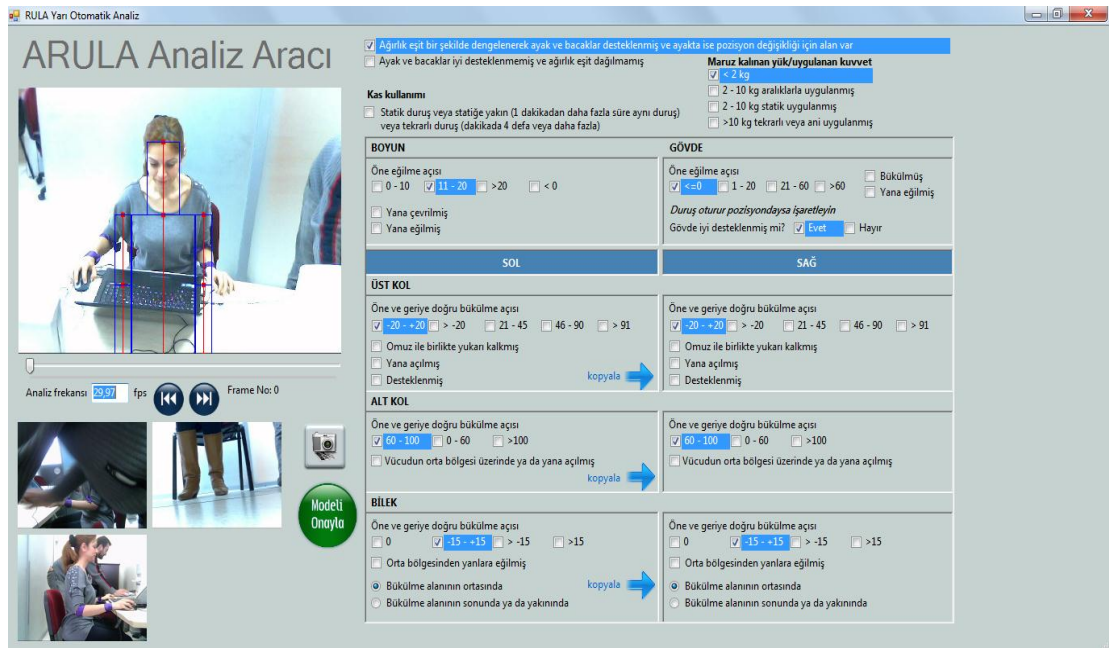 RULA Yarı Otomatik Analiz
ARULA Analiz Aracı
Ağırlık eşit bir şekilde dengelenerek ayak ve bacaklar desteklenmiş ve ayakta ise pozisyon değişikliği için alan var
Ayak ve bacaklar iyi desteklenmemiş ve ağırlık eşit dağılmamış
Maruz kalınan yük/uygulanan kuvvet
< 2 kg
2 - 10 kg aralıklarla uygulanmış
2 - 10 kg statik uygulanmış
>10 kg tekrarlı veya ani uygulanmış
Kas kullanımı
Statik duruş veya statiğe yakın (1 dakikadan daha fazla süre aynı duruş)
veya tekrarlı duruş (dakikada 4 defa veya daha fazla)
BOYUN
Öne eğilme açısı
0 - 10 11 - 20 >20 < 0
Yana çevrilmiş
Yana eğilmiş
GÖVDE
Öne eğilme açısı
<=0 1 - 20 21 - 60 >60
Bükülmüş
Yana eğilmiş
Duruş oturur pozisyondaysa işaretleyin
Gövde iyi desteklenmiş mi? Evet Hayır
SOL
SAĞ
ÜST KOL
Öne ve geriye doğru bükülme açısı
-20 - +20 > -20 21 - 45 46 - 90 > 91
Omuz ile birlikte yukarı kalkmış
Yana açılmış
Desteklenmiş
kopyala
Öne ve geriye doğru bükülme açısı
-20 - +20 > -20 21 - 45 46 - 90 > 91
Omuz ile birlikte yukarı kalkmış
Yana açılmış
Desteklenmiş
Analiz frekansı 29,97 fps
Frame No: 0
ALT KOL
Öne ve geriye doğru bükülme açısı
60 - 100 0 - 60 >100
Vücudun orta bölgesi üzerinde ya da yana açılmış
kopyala
Öne ve geriye doğru bükülme açısı
60 - 100 0 - 60 >100
Vücudun orta bölgesi üzerinde ya da yana açılmış
Modeli
Onayla
BİLEK
Öne ve geriye doğru bükülme açısı
0 -15 - +15 > -15 >15
Orta bölgesinden yanlara eğilmiş
Bükülme alanının ortasında
Bükülme alanının sonunda ya da yakınında
kopyala
Öne ve geriye doğru bükülme açısı
0 -15 - +15 > -15 >15
Orta bölgesinden yanlara eğilmiş
Bükülme alanının ortasında
Bükülme alanının sonunda ya da yakınında